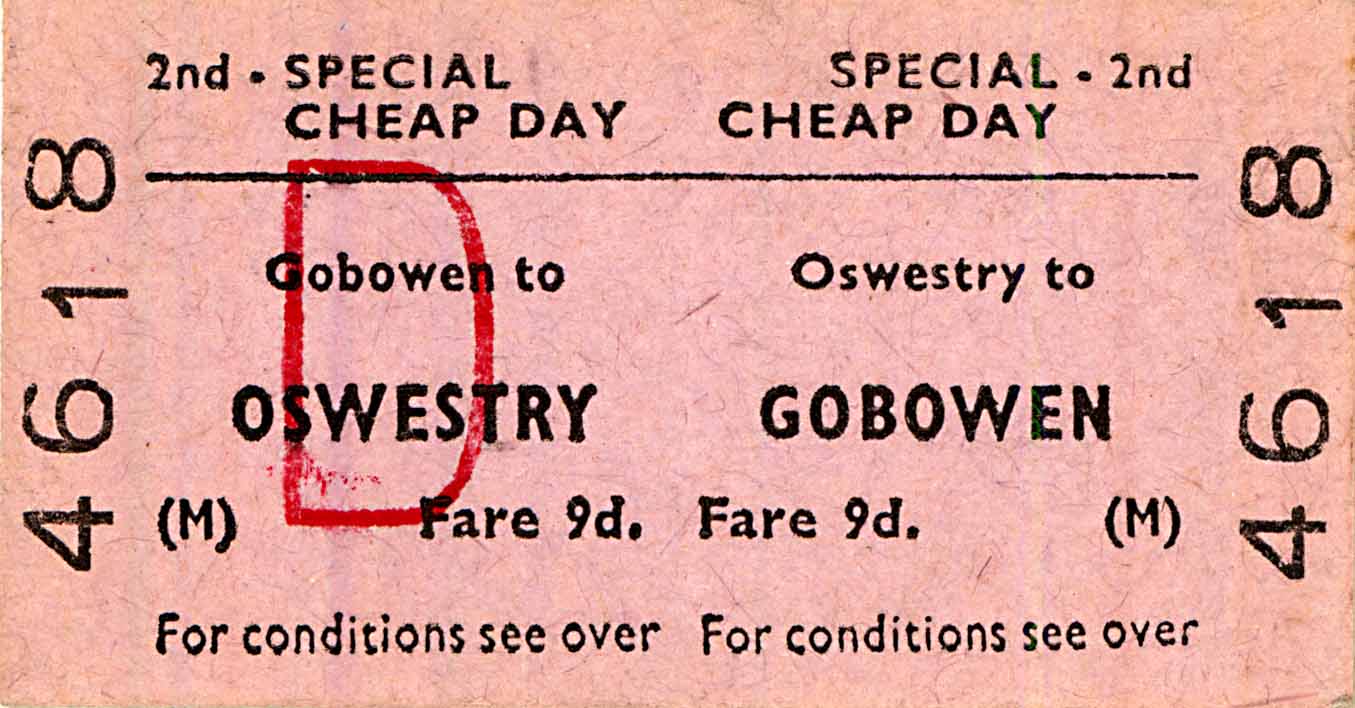 2nd · SPECIAL SPECIAL · 2nd
CHEAP DAY CHEAP DAY
Gobowen to Oswestry to
OSWESTRY GOBOWEN
(M) Fare 9d. Fare 9d. (M)
For conditions see over For conditions see over
4618
4618
D